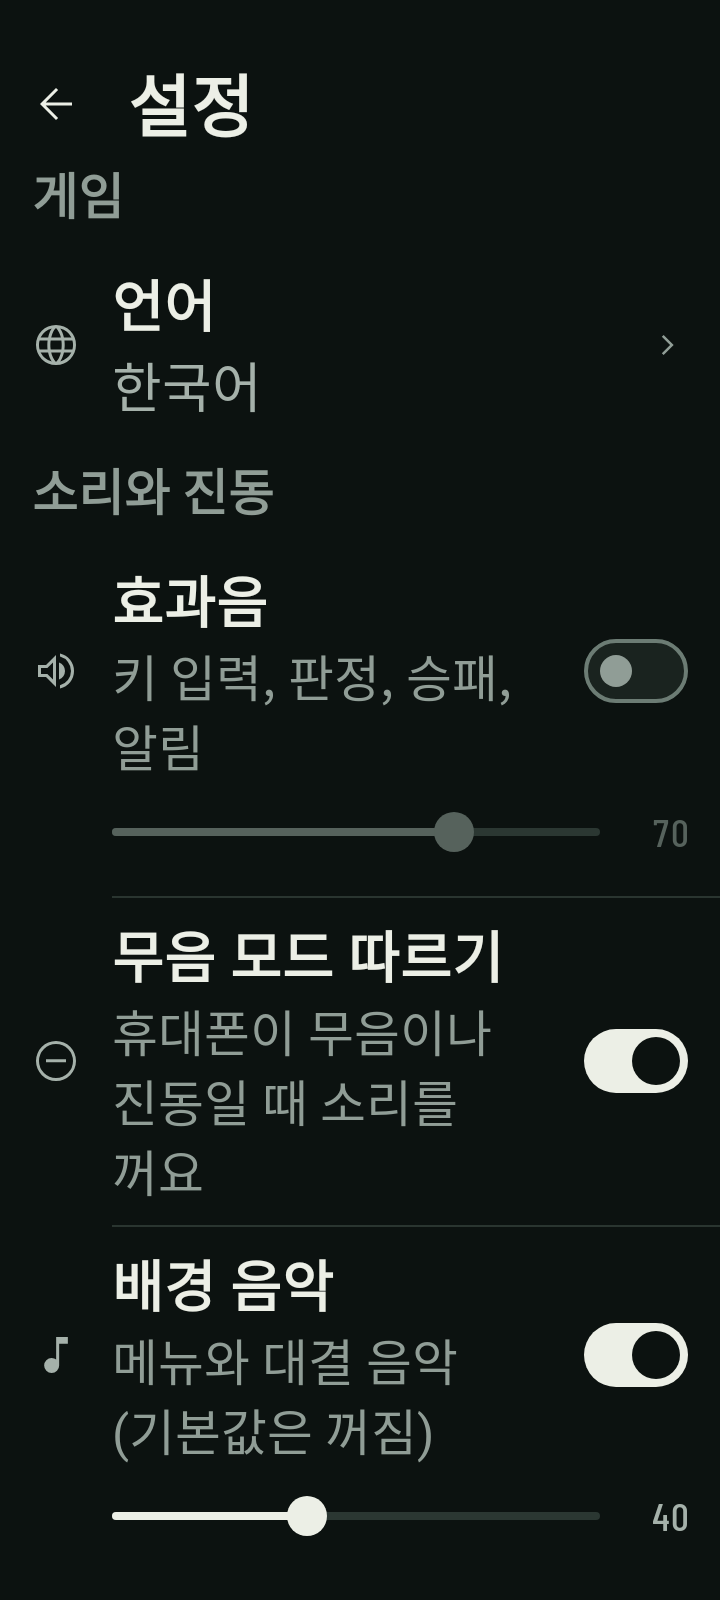 설정
게임
언어
한국어
소리와 진동
효과음
키 입력, 판정, 승패,
알림
70
무음 모드 따르기
휴대폰이 무음이나
진동일 때 소리를
꺼요
배경 음악
메뉴와 대결 음악
(기본값은 꺼짐)
40